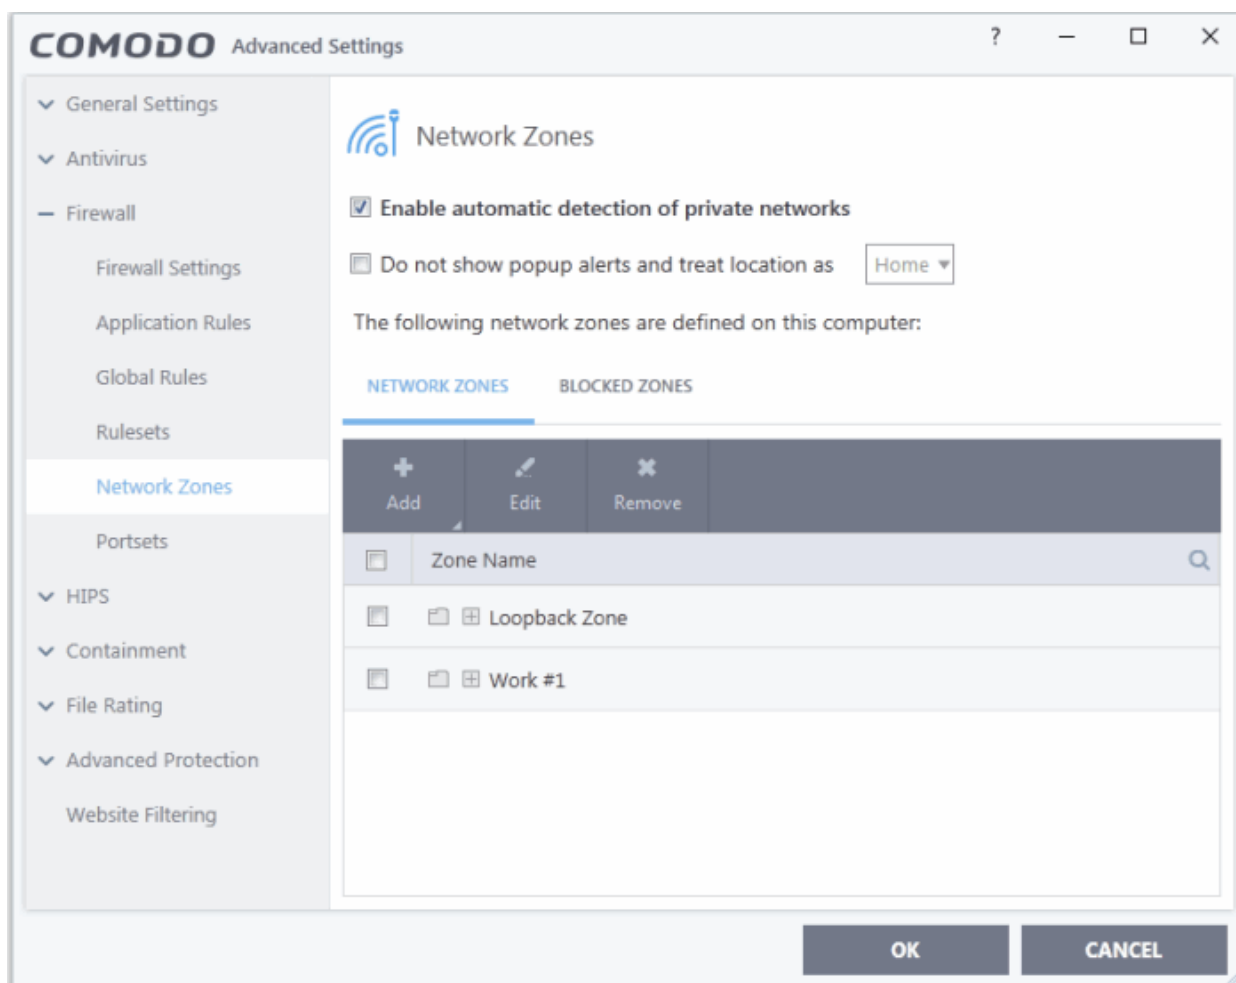 COMODO Advanced Settings ?
General Settings
Antivirus
Firewall
Firewall Settings
Application Rules
Global Rules
Rulesets
Network Zones
Portsets
HIPS
Containment
File Rating
Advanced Protection
Website Filtering
Network Zones
Enable automatic detection of private networks
Do not show popup alerts and treat location as Home
The following network zones are defined on this computer:
NETWORK ZONES BLOCKED ZONES
Add Edit Remove
Zone Name
Loopback Zone
Work #1
OK CANCEL